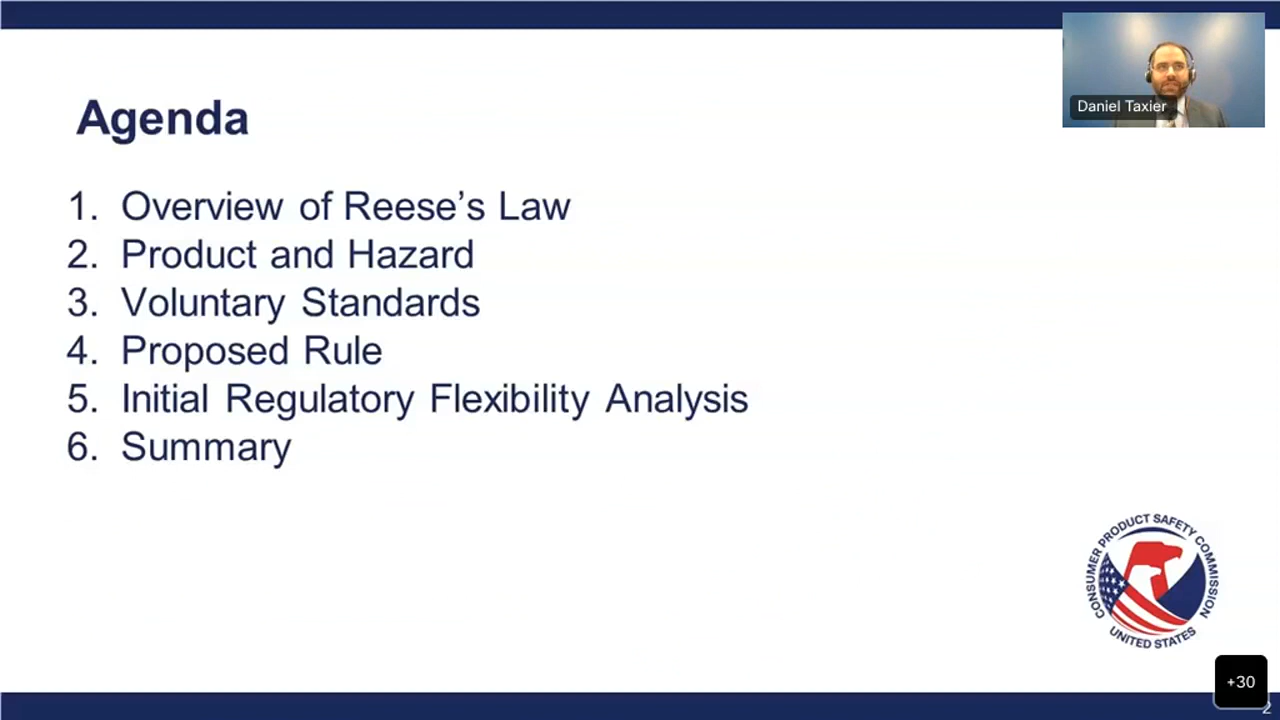 Agenda
Daniel Taxier
1. Overview of Reese’s Law
2. Product and Hazard
3. Voluntary Standards
4. Proposed Rule
5. Initial Regulatory Flexibility Analysis
6. Summary
CONSUMER PRODUCT SAFETY COMMISSION
UNITED STATES
+30
2